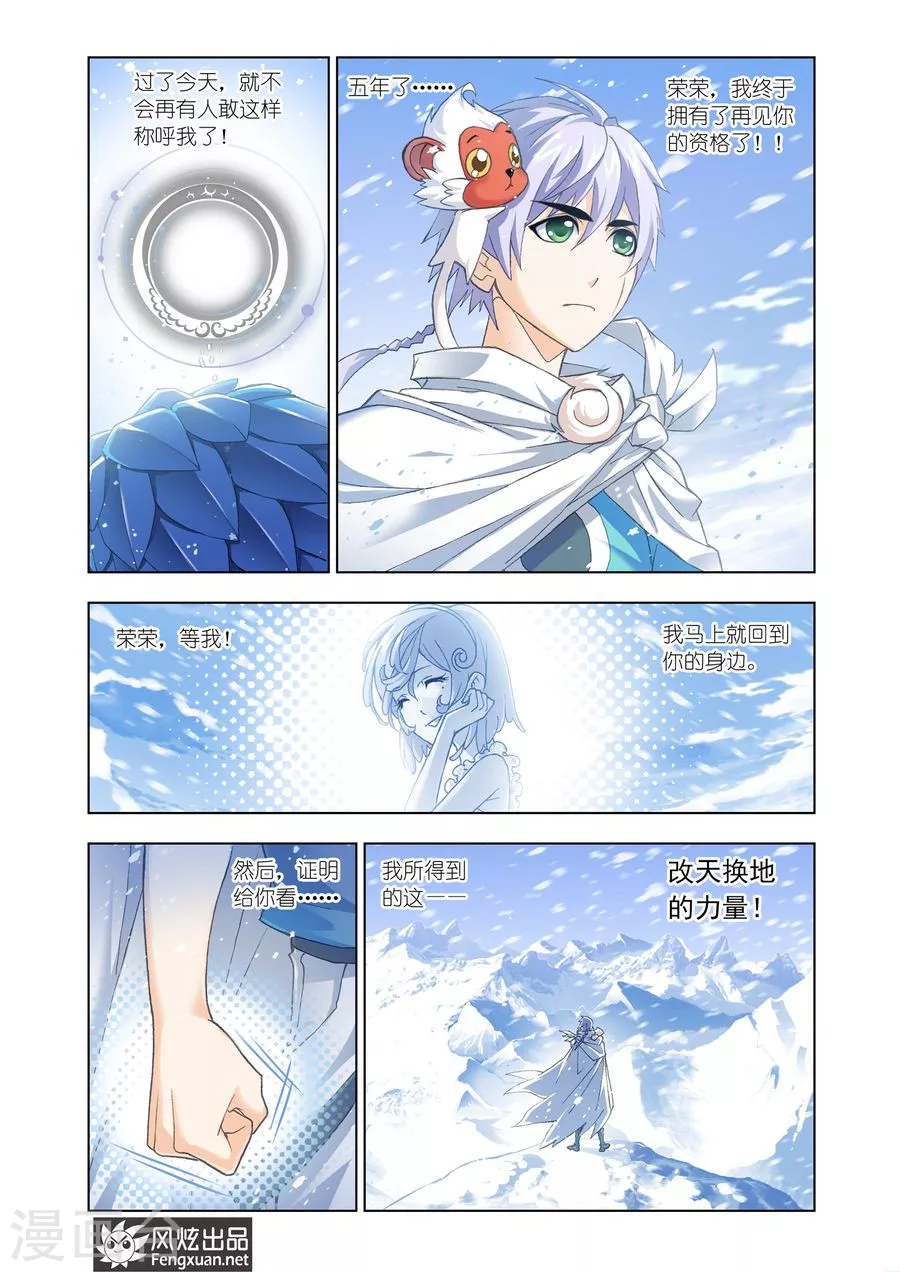 过了今天，就不
会再有人敢这样
称呼我了！
五年了……
荣荣，我终于
拥有了再见你
的资格了！！
荣荣，等我！
我马上就回到
你的身边。
然后，证明
给你看……
我所得到
的这——
改天换地
的力量！
漫画台
风炫出品
Fengxuan.net